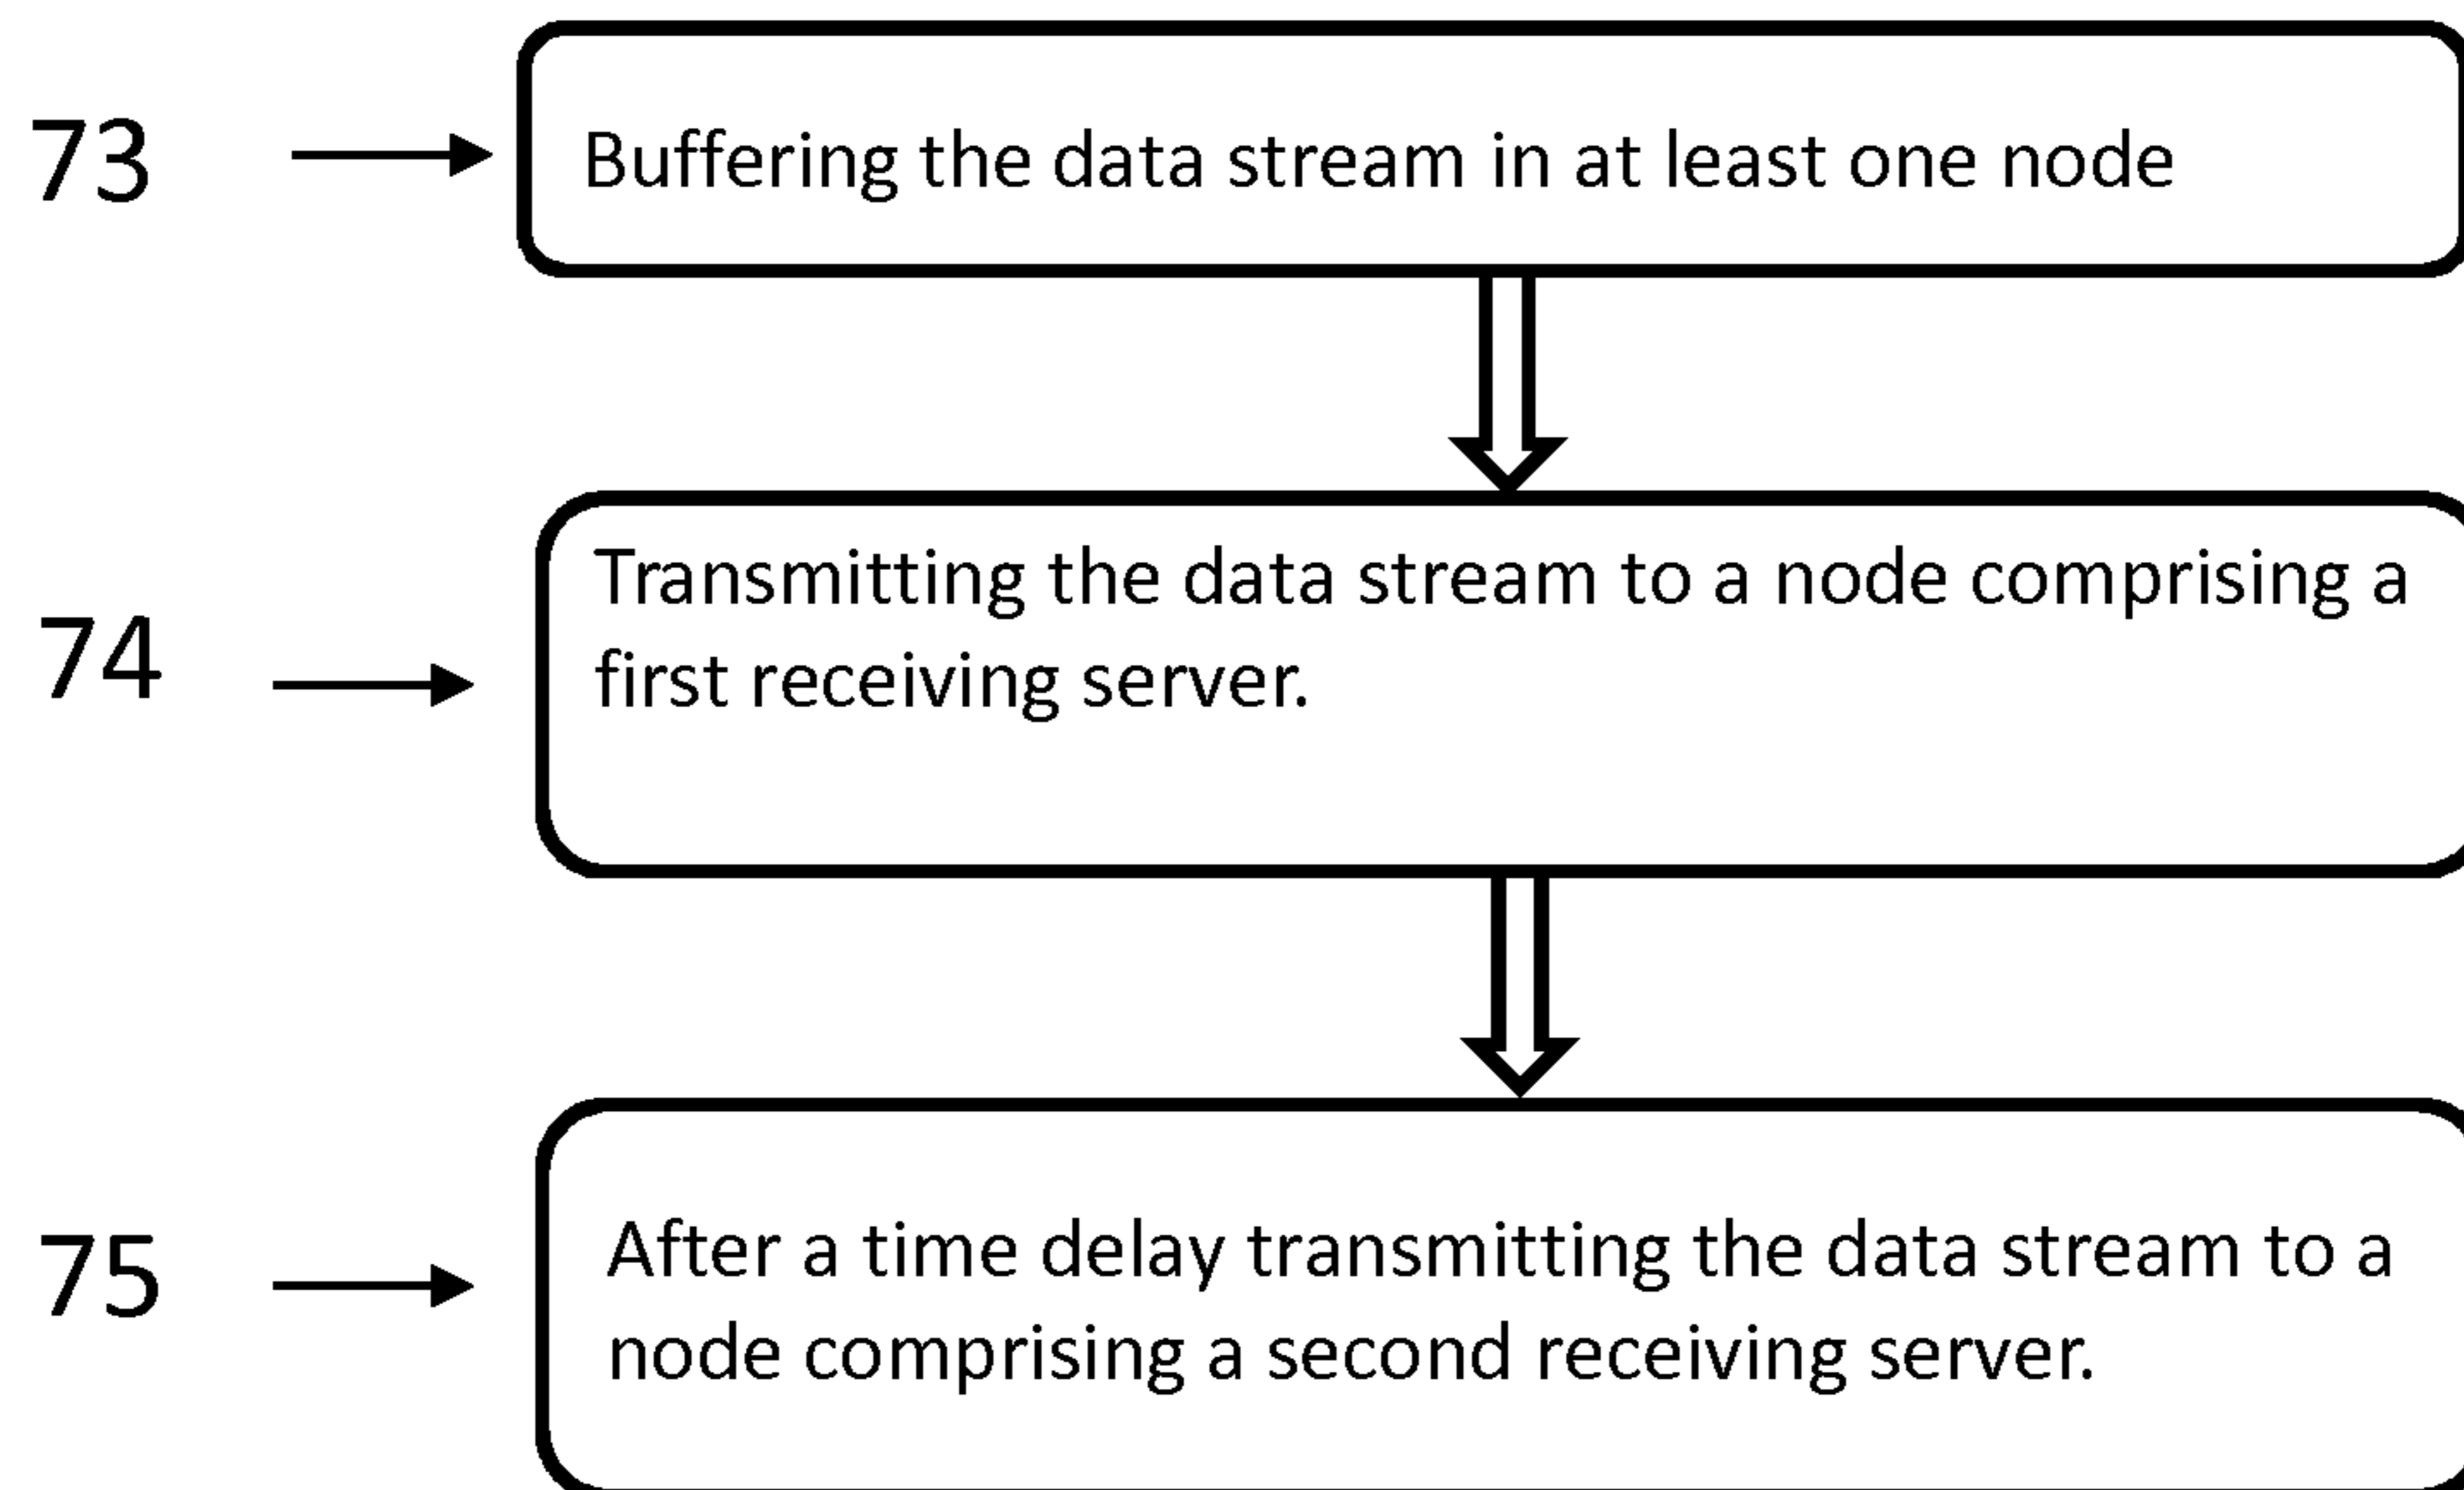 73
Buffering the data stream in at least one node
74
Transmitting the data stream to a node comprising a
first receiving server.
75
After a time delay transmitting the data stream to a
node comprising a second receiving server.